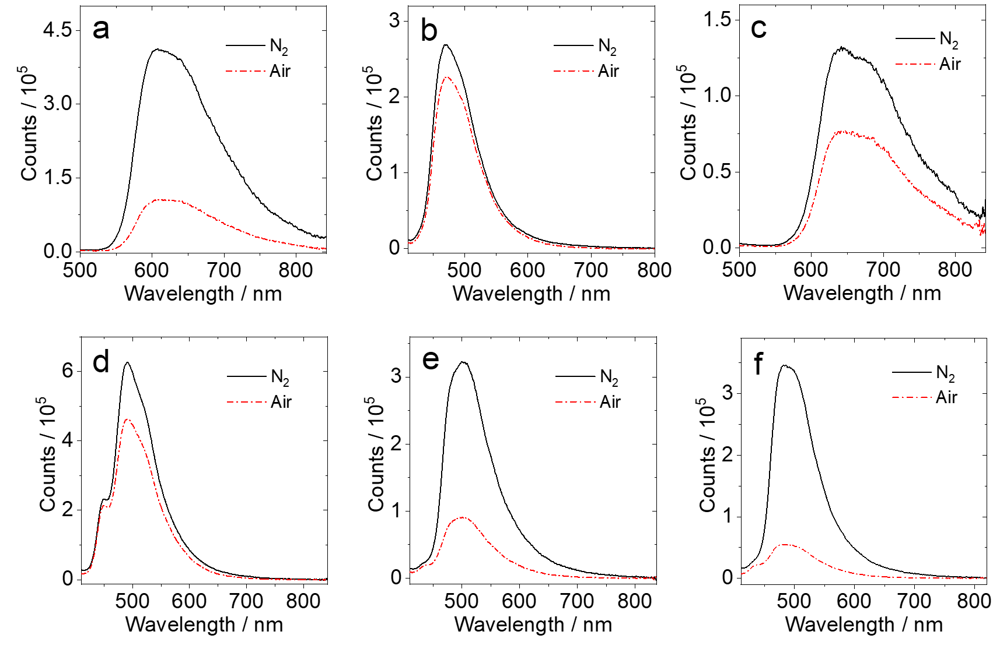 a
N2
Air
4.5
3.0
1.5
0.0
Counts / 10^5
500 600 700 800
Wavelength / nm
b
N2
Air
3
2
1
0
Counts / 10^5
500 600 700 800
Wavelength / nm
c
N2
Air
1.5
1.0
0.5
0.0
Counts / 10^5
500 600 700 800
Wavelength / nm
d
N2
Air
6
4
2
0
Counts / 10^5
500 600 700 800
Wavelength / nm
e
N2
Air
3
2
1
0
Counts / 10^5
500 600 700 800
Wavelength / nm
f
N2
Air
3
2
1
0
Counts / 10^5
500 600 700 800
Wavelength / nm